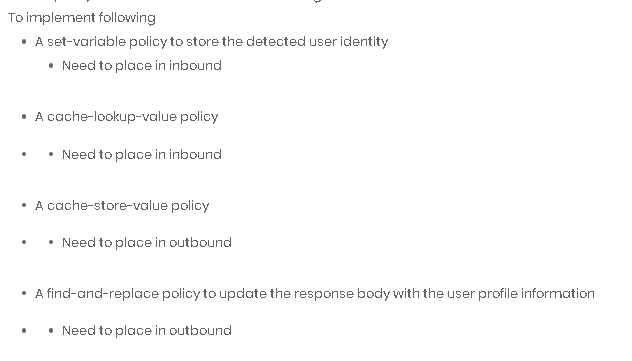 To implement following
• A set-variable policy to store the detected user identity
• Need to place in inbound
• A cache-lookup-value policy
• • Need to place in inbound
• A cache-store-value policy
• • Need to place in outbound
• A find-and-replace policy to update the response body with the user profile information
• • Need to place in outbound